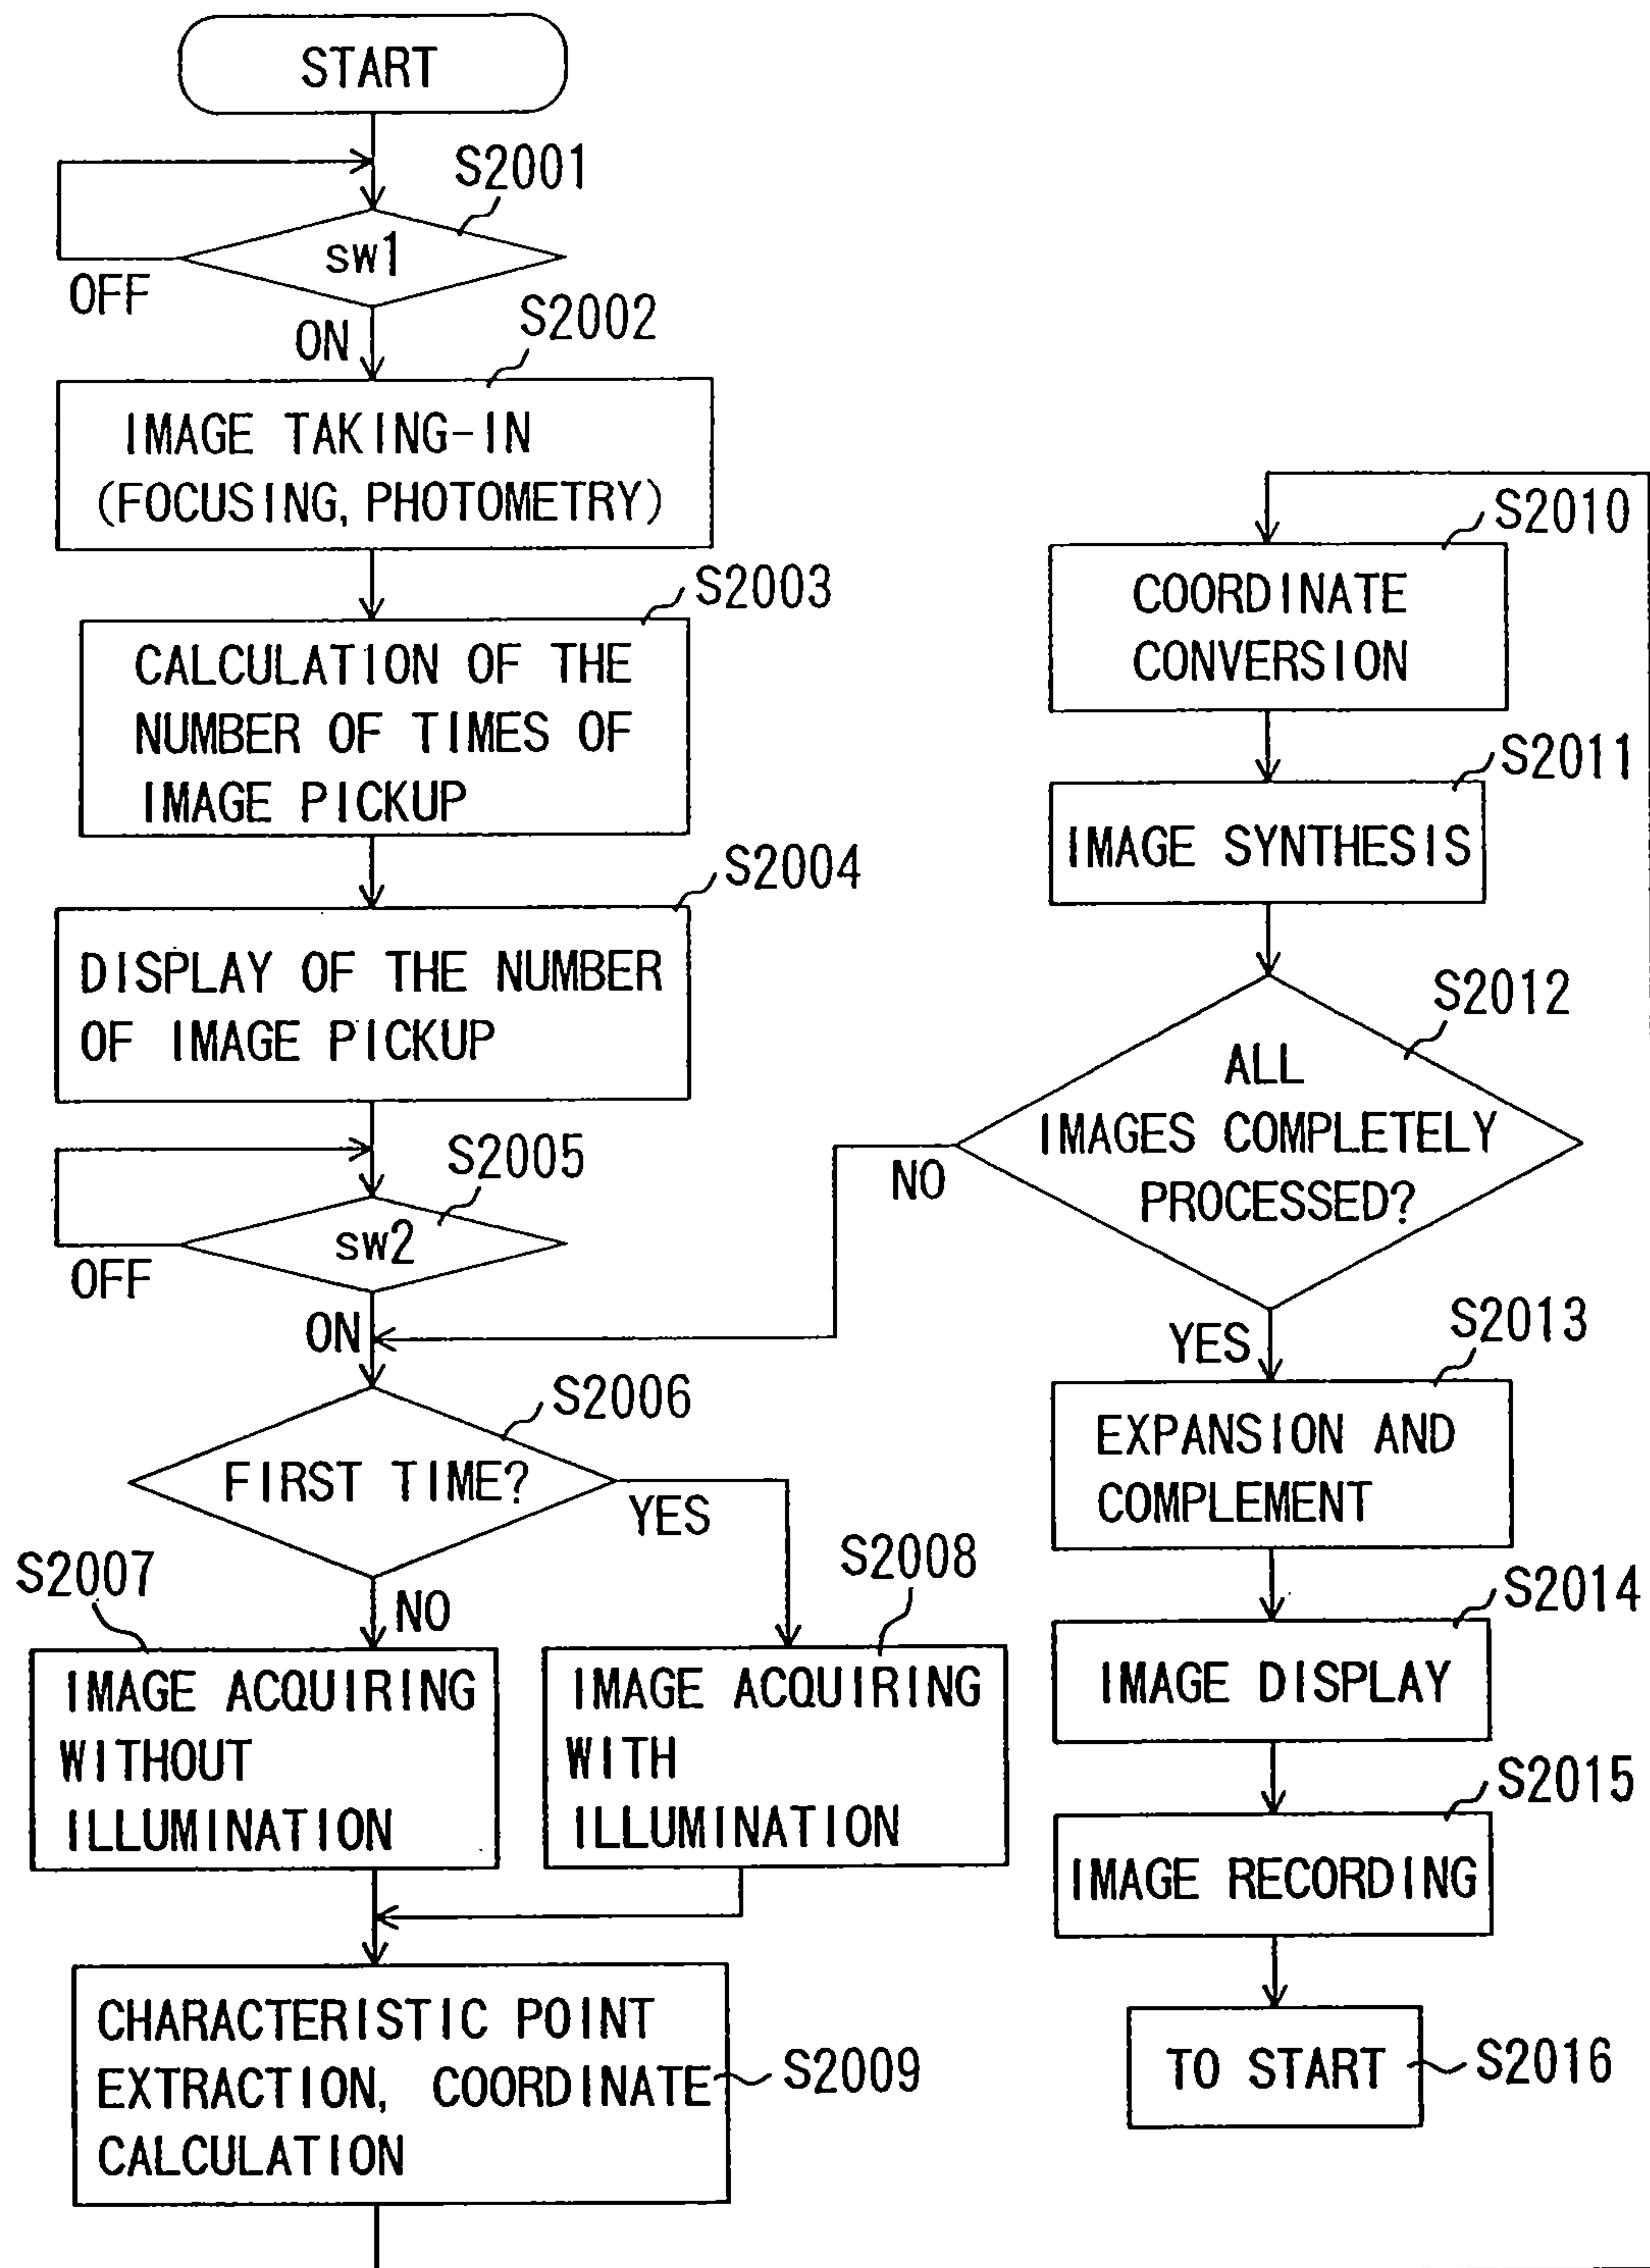 START
S2001
sw1
OFF
ON
S2002
IMAGE TAKING-IN
(FOCUSING, PHOTOMETRY)
S2003
CALCULATION OF THE
NUMBER OF TIMES OF
IMAGE PICKUP
S2004
DISPLAY OF THE NUMBER
OF IMAGE PICKUP
S2005
sw2
OFF
ON
S2006
FIRST TIME?
YES
NO
S2007
IMAGE ACQUIRING
WITHOUT
ILLUMINATION
S2008
IMAGE ACQUIRING
WITH
ILLUMINATION
CHARACTERISTIC POINT
EXTRACTION, COORDINATE
CALCULATION
S2009
S2010
COORDINATE
CONVERSION
S2011
IMAGE SYNTHESIS
S2012
ALL
IMAGES COMPLETELY
PROCESSED?
NO
YES
S2013
EXPANSION AND
COMPLEMENT
S2014
IMAGE DISPLAY
S2015
IMAGE RECORDING
TO START
S2016